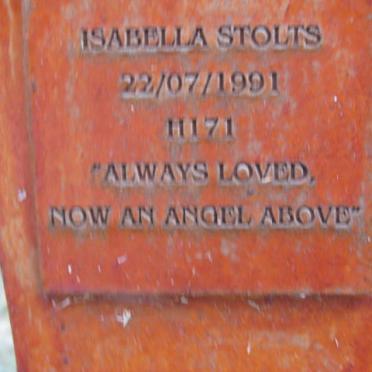 ISABELLA STOLTS
22/07/1991
H171
"ALWAYS LOVED,
NOW AN ANGEL ABOVE"